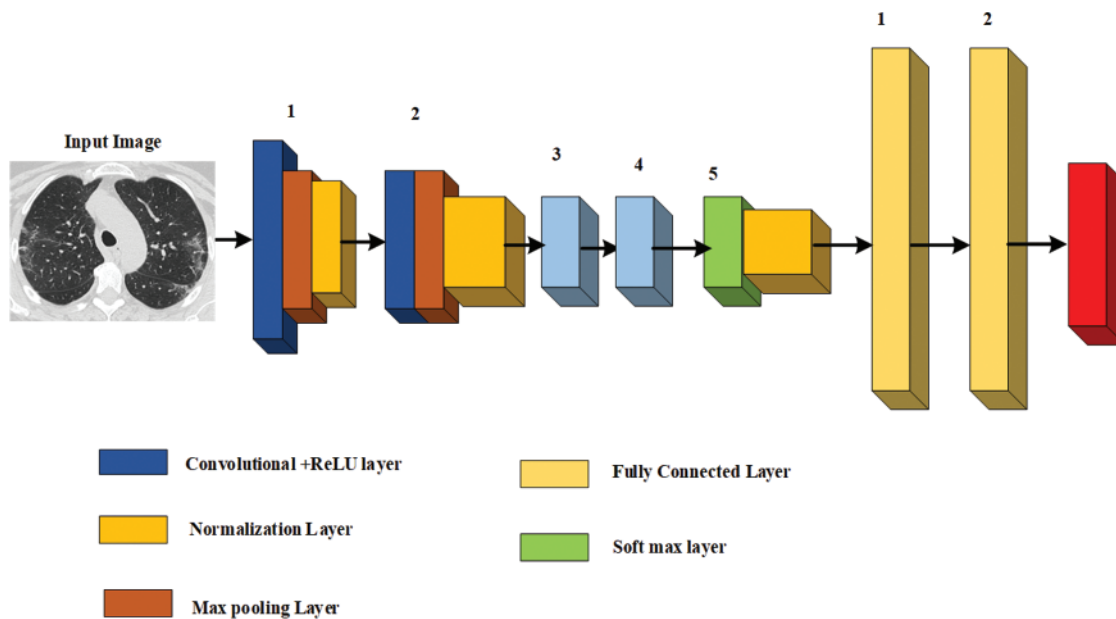 1
2
1
2
Input Image
3
4
5
Convolutional +ReLU layer
Fully Connected Layer
Normalization Layer
Soft max layer
Max pooling Layer